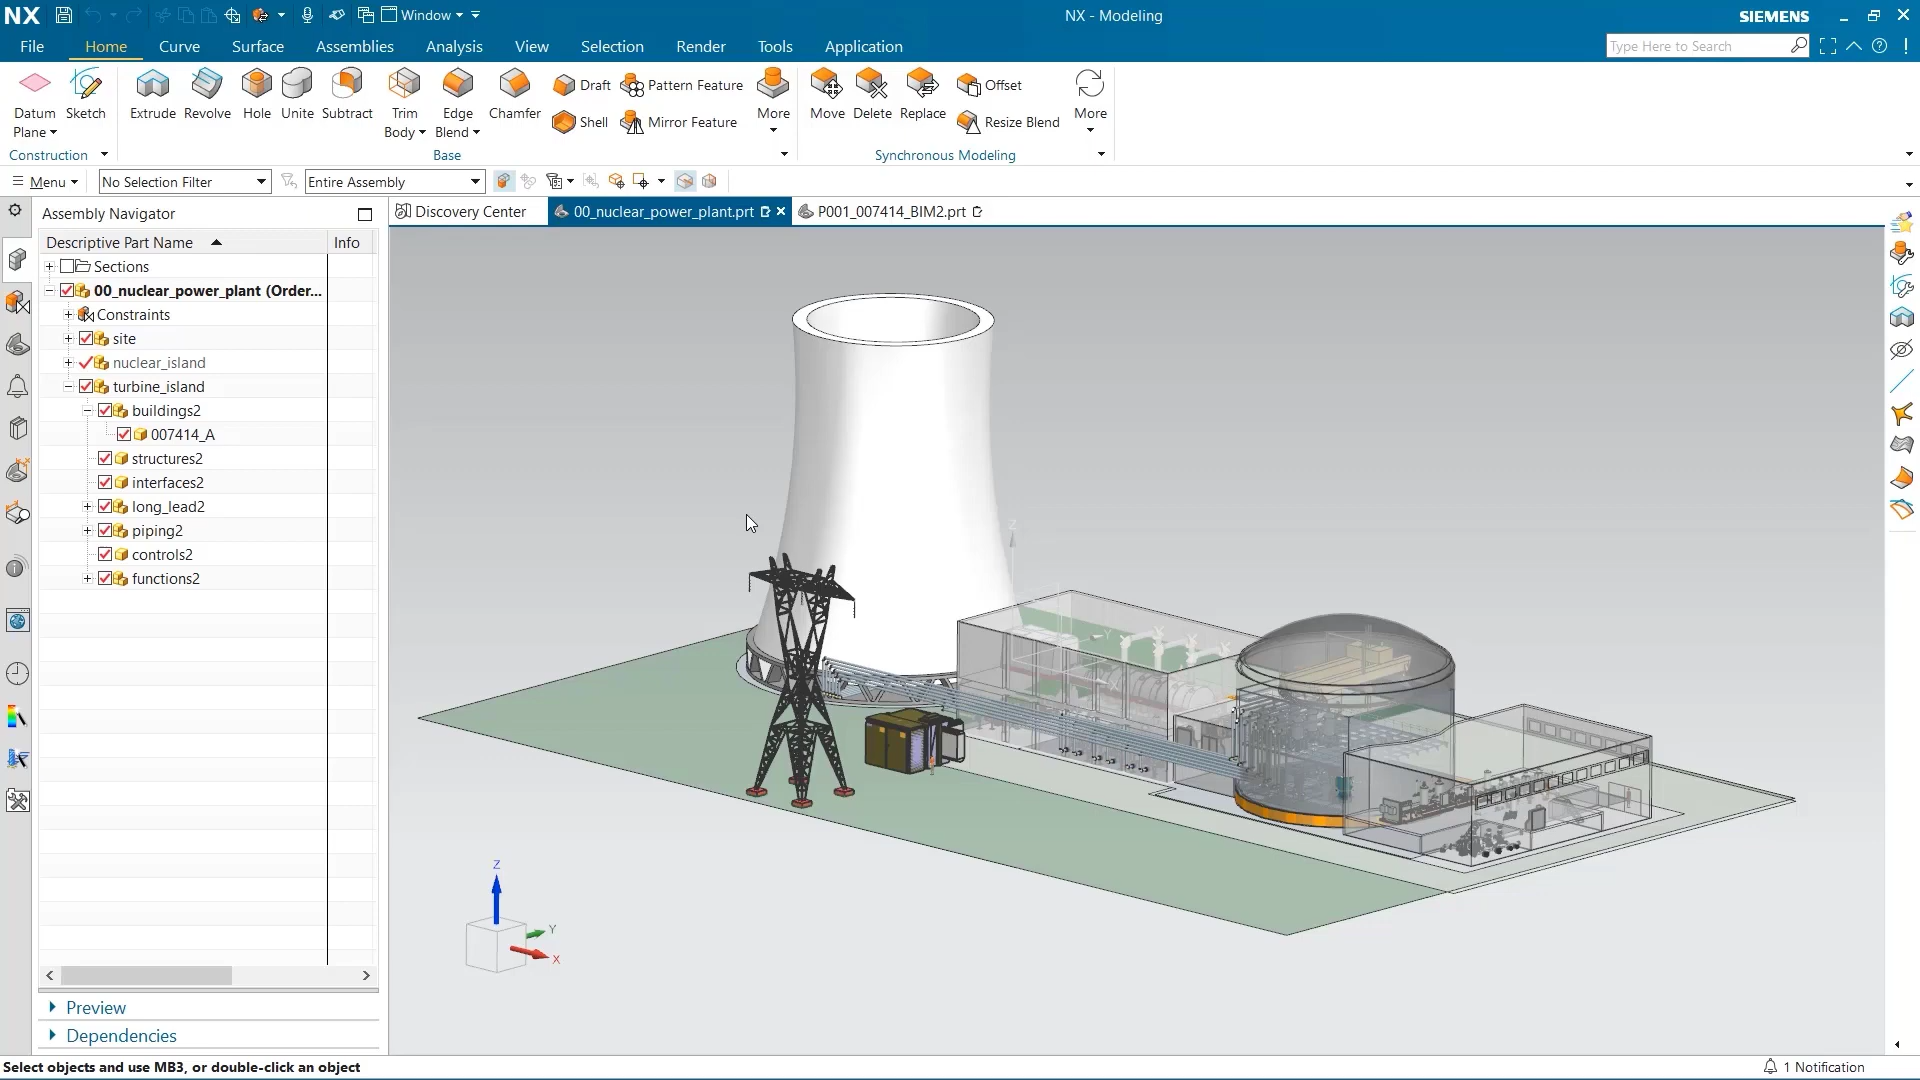 NX
Window
NX - Modeling
SIEMENS
File
Home
Curve
Surface
Assemblies
Analysis
View
Selection
Render
Tools
Application
Type Here to Search
Datum Plane
Sketch
Extrude
Revolve
Hole
Unite
Subtract
Trim Body
Edge Blend
Chamfer
Draft
Shell
Pattern Feature
Mirror Feature
More
Move
Delete
Replace
Offset
Resize Blend
More
Construction
Base
Synchronous Modeling
Menu
No Selection Filter
Entire Assembly
Assembly Navigator
Discovery Center
00_nuclear_power_plant.prt
P001_007414_BIM2.prt
Descriptive Part Name
Info
Sections
00_nuclear_power_plant (Order...
Constraints
site
nuclear_island
turbine_island
buildings2
007414_A
structures2
interfaces2
long_lead2
piping2
controls2
functions2
Z
Y
Z
Y
X
Preview
Dependencies
Select objects and use MB3, or double-click an object
1 Notification